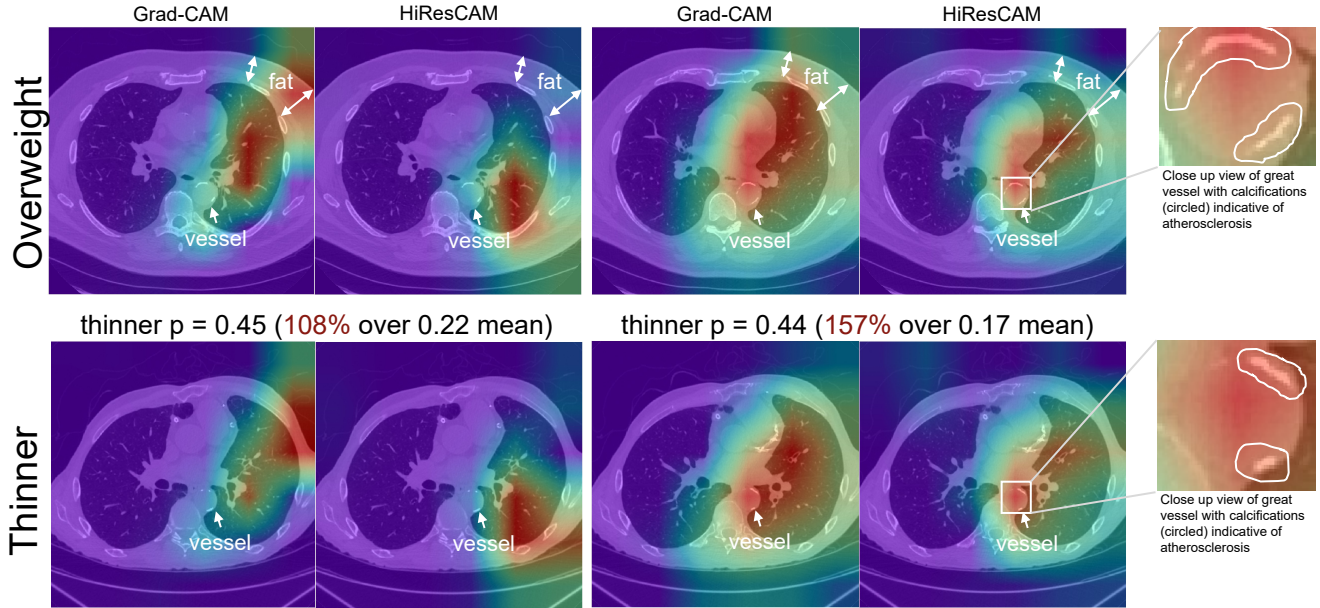 Grad-CAM
HiResCAM
Grad-CAM
HiResCAM
Overweight
fat
vessel
fat
vessel
fat
vessel
fat
vessel
Close up view of great
vessel with calcifications
(circled) indicative of
atherosclerosis
thinner p = 0.45 (108% over 0.22 mean)
thinner p = 0.44 (157% over 0.17 mean)
Thinner
vessel
vessel
vessel
vessel
Close up view of great
vessel with calcifications
(circled) indicative of
atherosclerosis